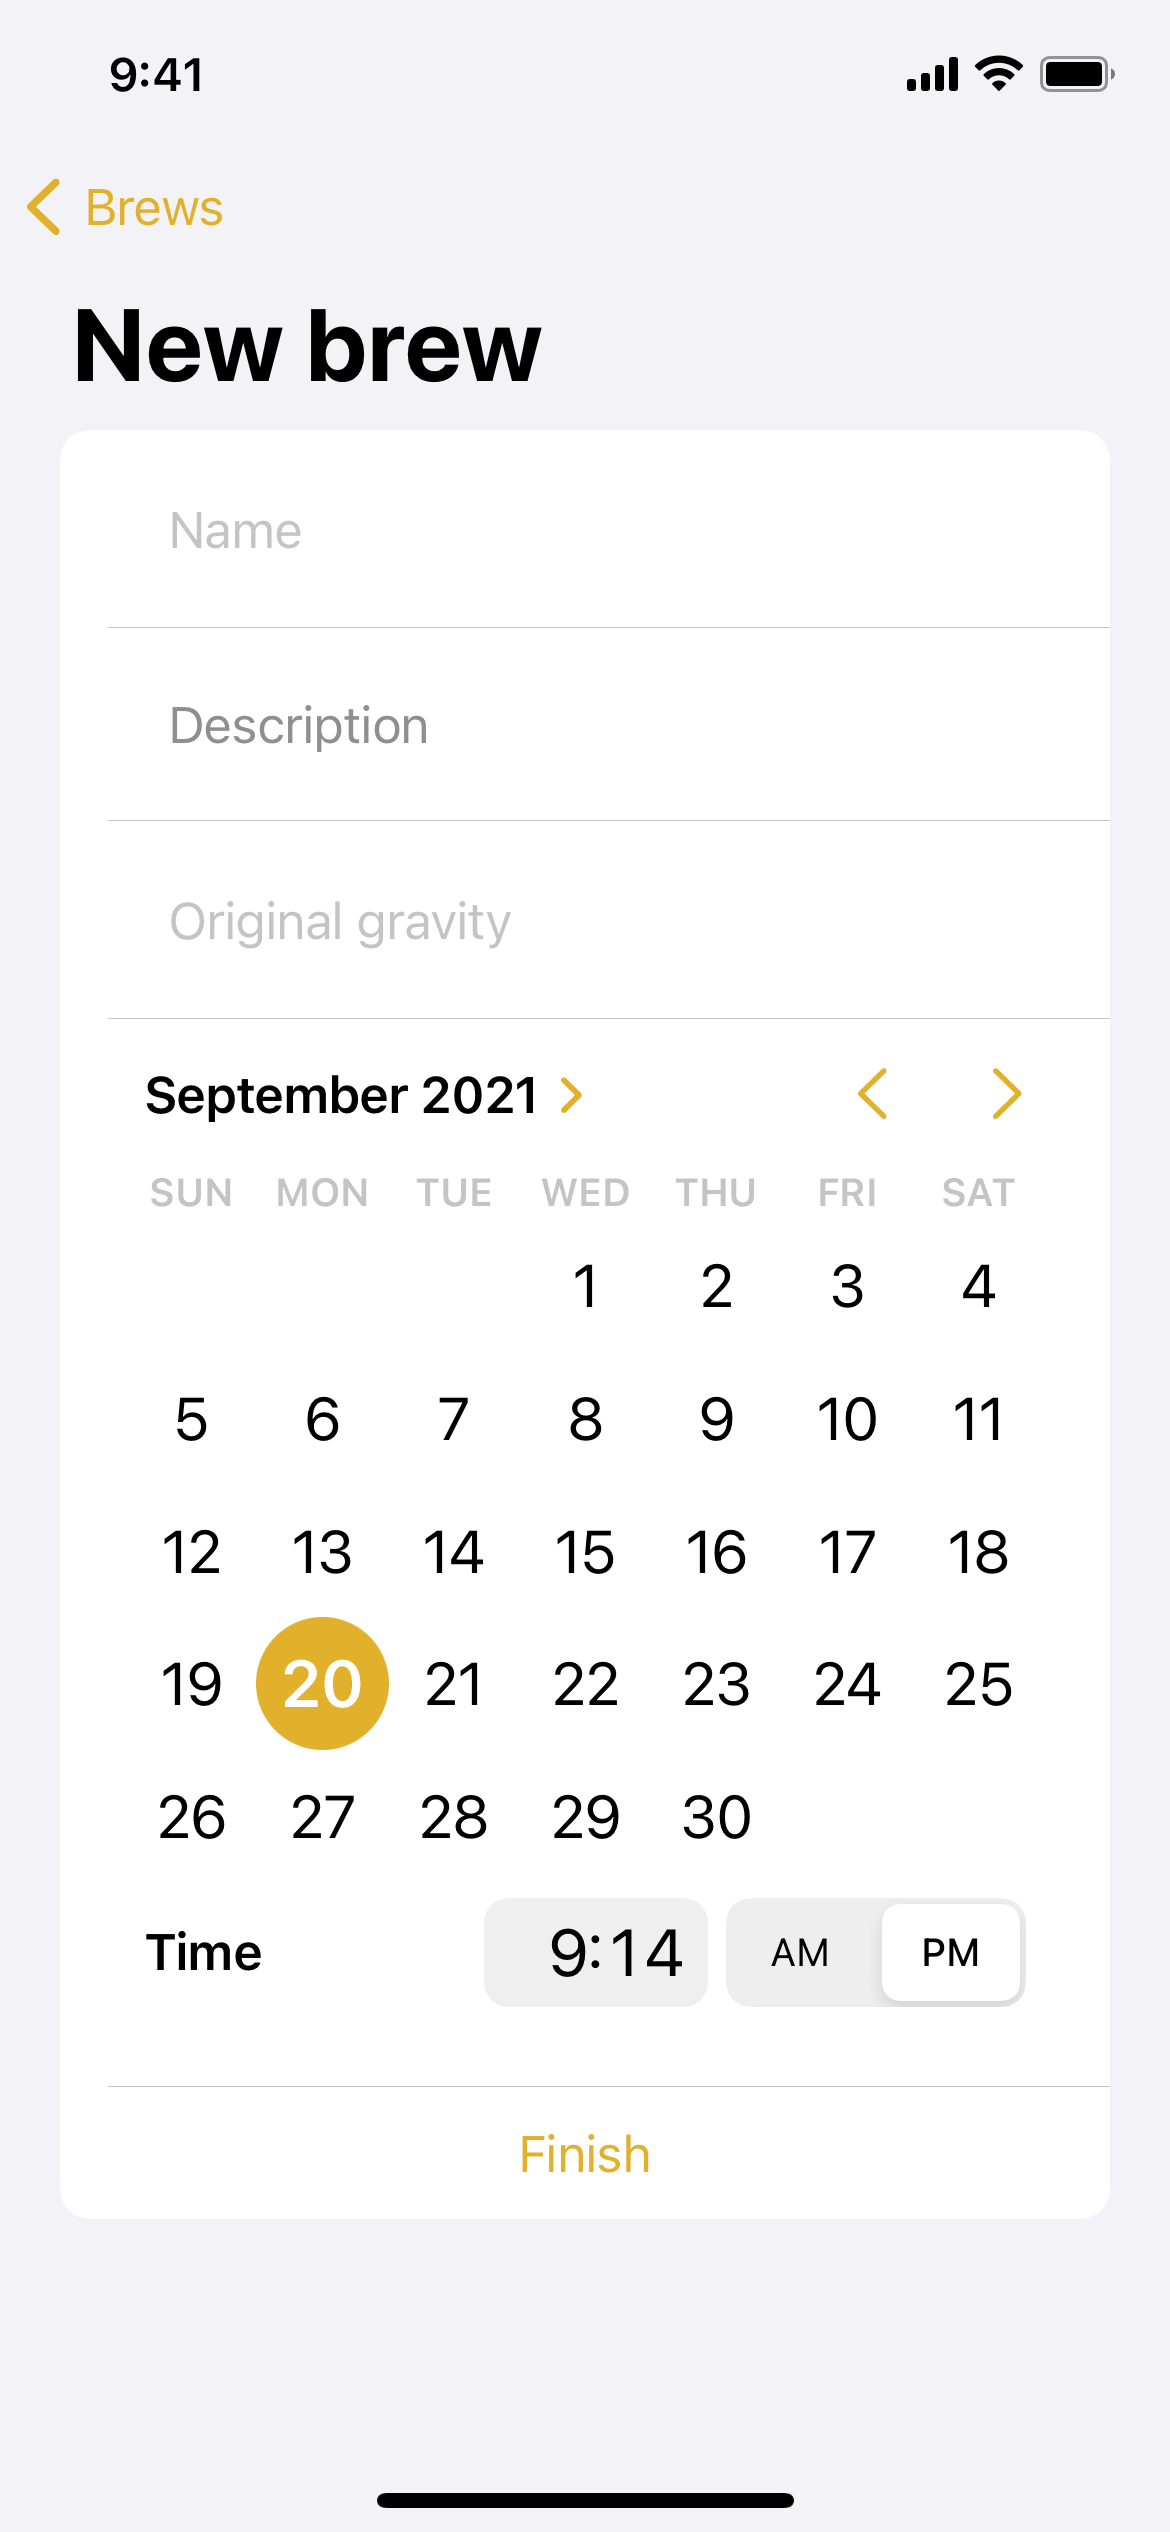 9:41
Brews
New brew
Name
Description
Original gravity
September 2021
SUN MON TUE WED THU FRI SAT
1 2 3 4
5 6 7 8 9 10 11
12 13 14 15 16 17 18
19 20 21 22 23 24 25
26 27 28 29 30
Time 9:14 AM PM
Finish